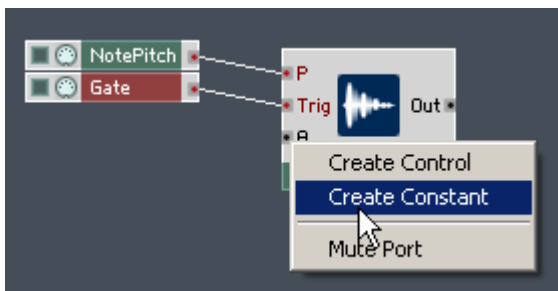 NotePitch
Gate
P
Trig
Out
A
Create Control
Create Constant
Mute Port